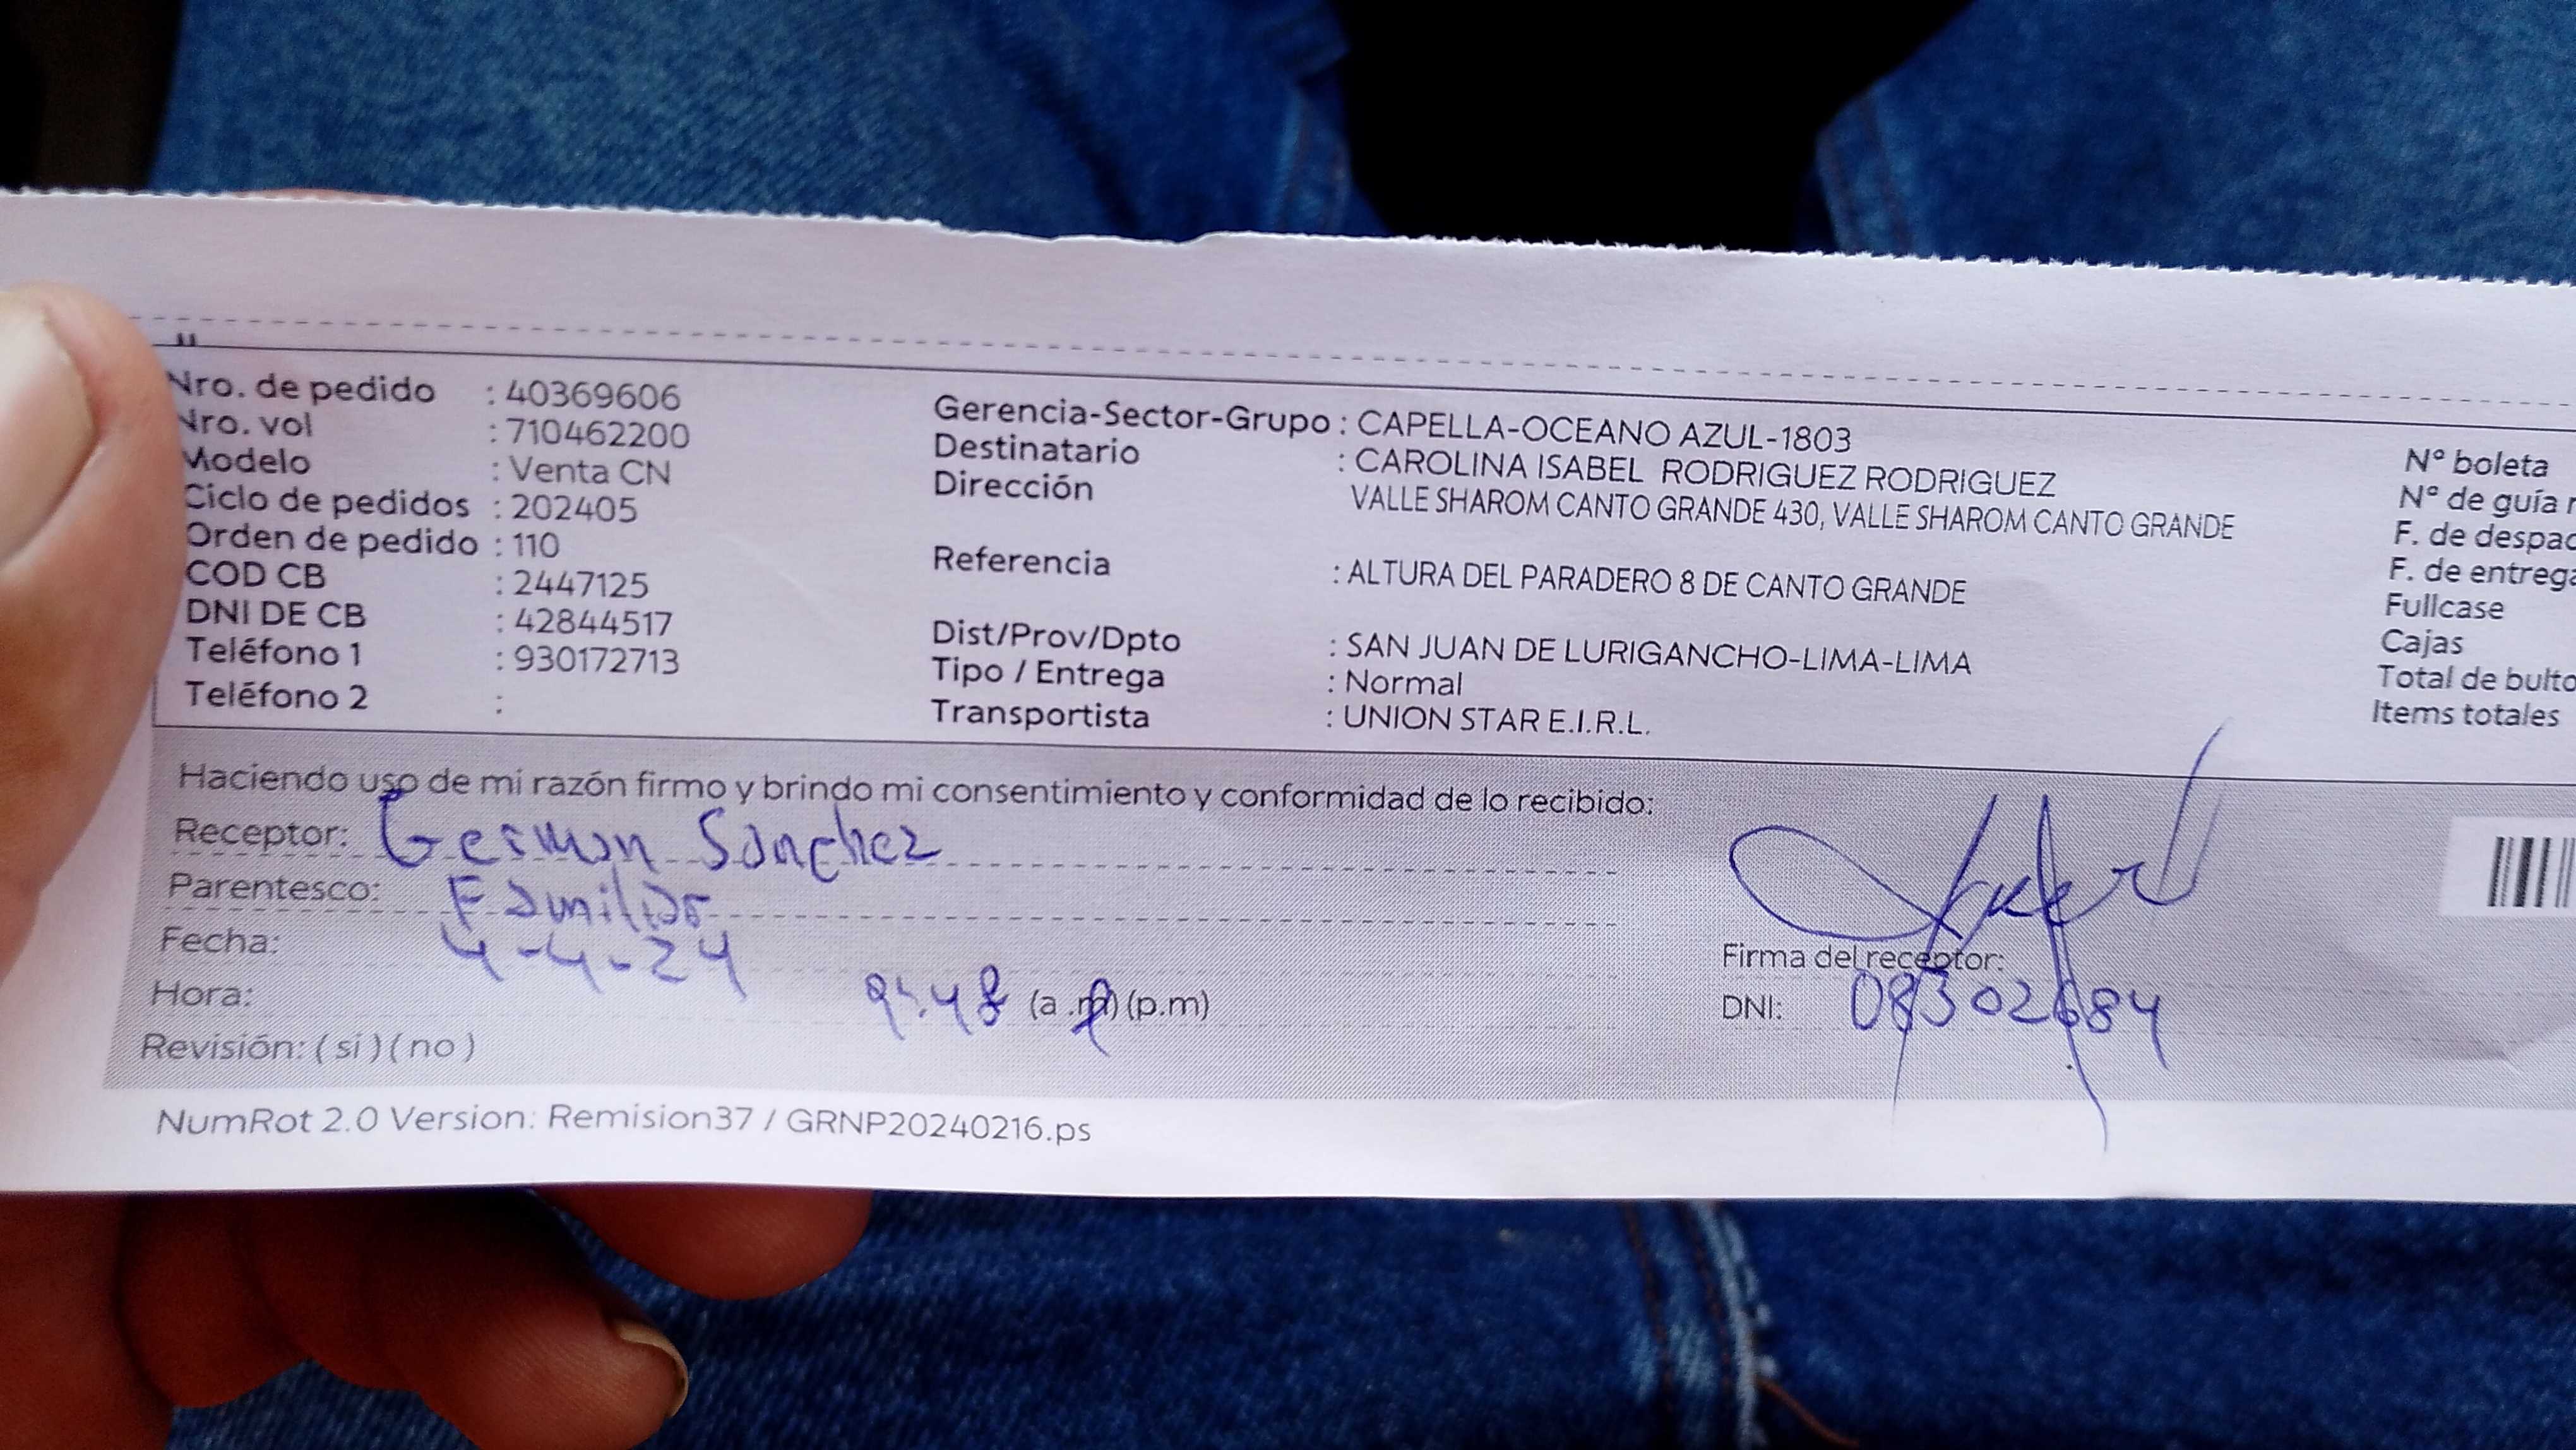 Nro. de pedido : 40369606
Nro. vol : 710462200
Modelo : Venta CN
Ciclo de pedidos : 202405
Orden de pedido : 110
COD CB : 2447125
DNI DE CB : 42844517
Teléfono 1 : 930172713
Teléfono 2 :
Gerencia-Sector-Grupo : CAPELLA-OCEANO AZUL-1803
Destinatario : CAROLINA ISABEL RODRIGUEZ RODRIGUEZ
Dirección VALLE SHAROM CANTO GRANDE 430, VALLE SHAROM CANTO GRANDE
Referencia : ALTURA DEL PARADERO 8 DE CANTO GRANDE
Dist/Prov/Dpto : SAN JUAN DE LURIGANCHO-LIMA-LIMA
Tipo / Entrega : Normal
Transportista : UNION STAR E.I.R.L.
N° boleta
N° de guía r
F. de despac
F. de entrega
Fullcase
Cajas
Total de bulto
Items totales
Haciendo uso de mi razón firmo y brindo mi consentimiento y conformidad de lo recibido:
Receptor: German Sanchez
Parentesco: Familiar
Fecha: 4-4-24
Hora: 9:48 (a.m) (p.m)
Revisión: ( si ) ( no )
Firma del receptor:
DNI: 08302684
NumRot 2.0 Version: Remision37 / GRNP20240216.ps